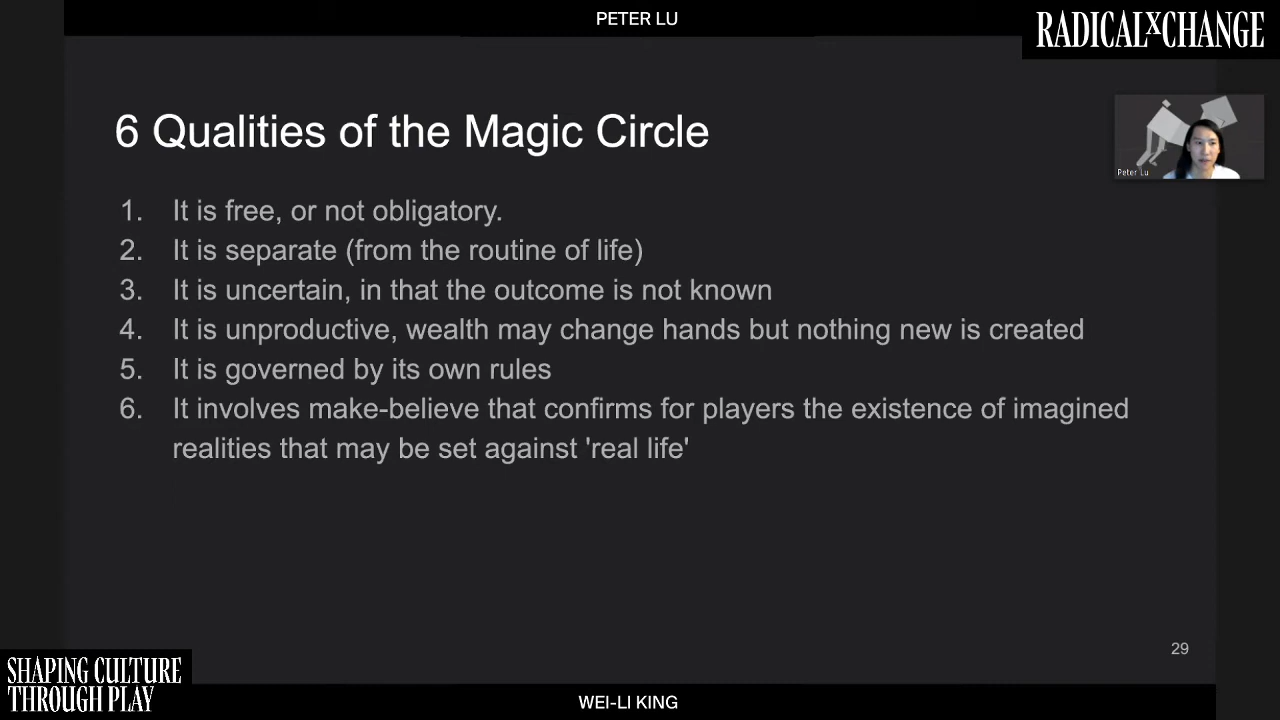 PETER LU
RADICALXCHANGE
6 Qualities of the Magic Circle
Peter Lu
1. It is free, or not obligatory.
2. It is separate (from the routine of life)
3. It is uncertain, in that the outcome is not known
4. It is unproductive, wealth may change hands but nothing new is created
5. It is governed by its own rules
6. It involves make-believe that confirms for players the existence of imagined
realities that may be set against 'real life'
29
SHAPING CULTURE
THROUGH PLAY
WEI-LI KING